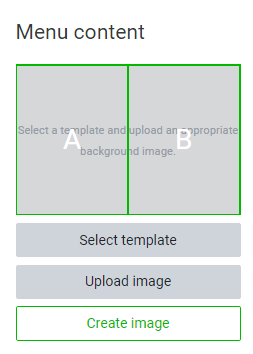 Menu content
Select a template and upload an appropriate
background image.
A
B
Select template
Upload image
Create image